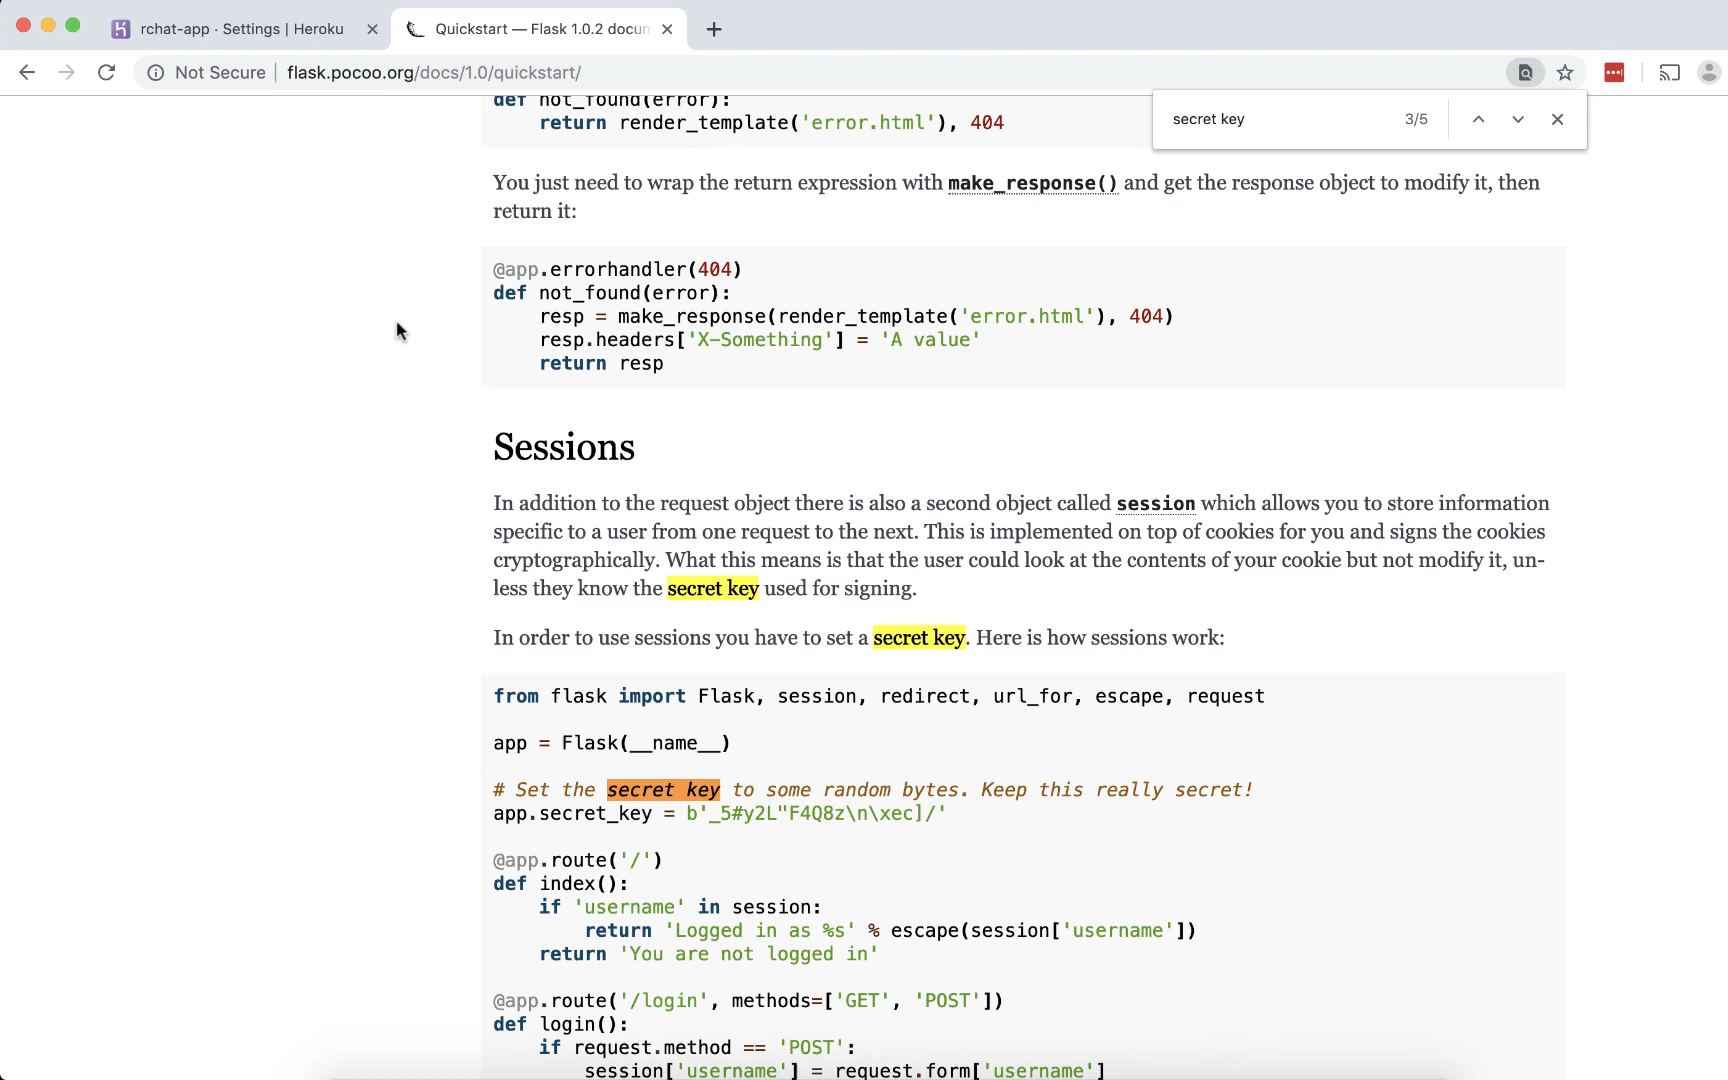 rchat-app · Settings | Heroku
Quickstart — Flask 1.0.2 docum
Not Secure | flask.pocoo.org/docs/1.0/quickstart/
secret key 3/5
def not_found(error):
return render_template('error.html'), 404
You just need to wrap the return expression with make_response() and get the response object to modify it, then
return it:
@app.errorhandler(404)
def not_found(error):
resp = make_response(render_template('error.html'), 404)
resp.headers['X-Something'] = 'A value'
return resp
Sessions
In addition to the request object there is also a second object called session which allows you to store information
specific to a user from one request to the next. This is implemented on top of cookies for you and signs the cookies
cryptographically. What this means is that the user could look at the contents of your cookie but not modify it, un-
less they know the secret key used for signing.
In order to use sessions you have to set a secret key. Here is how sessions work:
from flask import Flask, session, redirect, url_for, escape, request
app = Flask(__name__)
# Set the secret key to some random bytes. Keep this really secret!
app.secret_key = b'_5#y2L"F4Q8z\n\xec]/'
@app.route('/')
def index():
if 'username' in session:
return 'Logged in as %s' % escape(session['username'])
return 'You are not logged in'
@app.route('/login', methods=['GET', 'POST'])
def login():
if request.method == 'POST':
session['username'] = request.form['username']